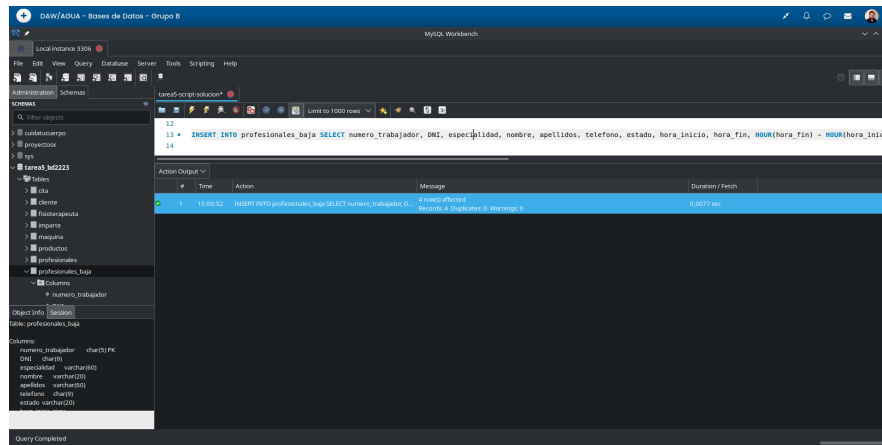 DAW/AGUA - Bases de Datos - Grupo B
MySQL Workbench
Local instance 3306
File Edit View Query Database Server Tools Scripting Help
Administration Schemas
tarea5-script-solucion*
SCHEMAS
Limit to 1000 rows
Filter objects
12
13 INSERT INTO profesionales_baja SELECT numero_trabajador, DNI, especialidad, nombre, apellidos, telefono, estado, hora_inicio, hora_fin, HOUR(hora_fin) - HOUR(hora_inic
14
cuidatucuerpo
proyectosx
sys
tarea5_bd2223
Tables
cita
cliente
fisioterapeuta
imparte
maquina
productos
profesionales
profesionales_baja
Columns
numero_trabajador
Action Output
# Time Action Message Duration / Fetch
1 15:09:52 INSERT INTO profesionales_baja SELECT numero_trabajador, D... 4 row(s) affected
Records: 4 Duplicates: 0 Warnings: 0
0,0077 sec
Object Info Session
Table: profesionales_baja
Columns:
numero_trabajador char(5) PK
DNI char(9)
especialidad varchar(60)
nombre varchar(20)
apellidos varchar(60)
telefono char(9)
estado varchar(20)
Query Completed